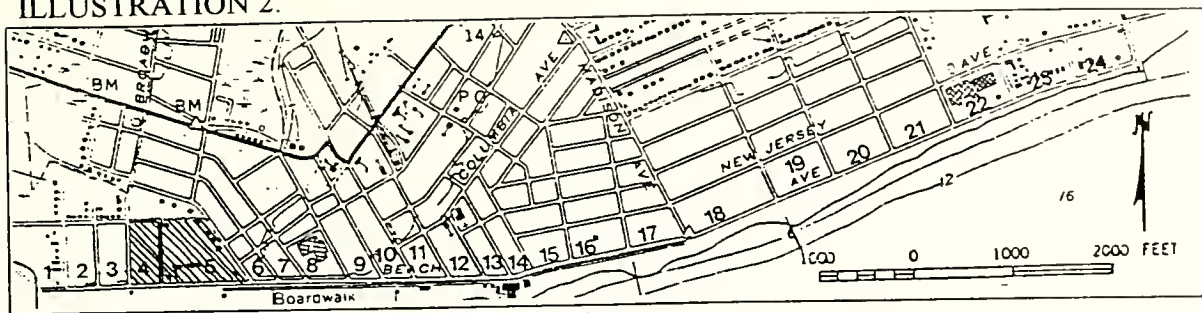 ILLUSTRATION 2.
BROADW
BM
BM
14
P O
COLUMBIA AVE
MADISON AVE
NEW JERSEY
AVE
AVE
1 2 3 4 5 6 7 8 9 10 11 12 13 14 15 16 17 18 19 20 21 22 23 24
BEACH
Boardwalk
6
12
16
N
1000 0 1000 2000 FEET